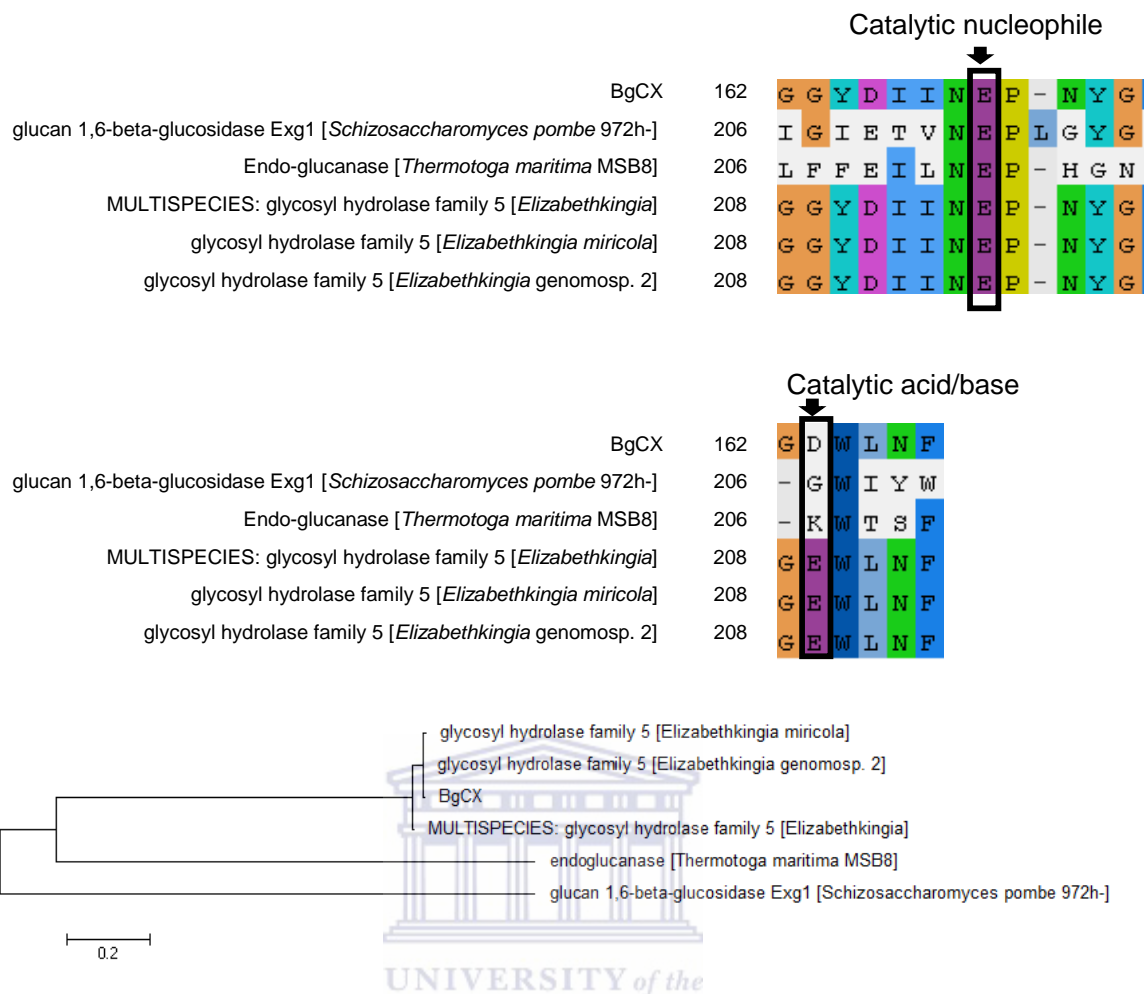 Catalytic nucleophile
BgCX 162 G G Y D I I N E P - N Y G
glucan 1,6-beta-glucosidase Exg1 [Schizosaccharomyces pombe 972h-] 206 I G I E T V N E P L G Y G
Endo-glucanase [Thermotoga maritima MSB8] 206 L F F E I L N E P - H G N
MULTISPECIES: glycosyl hydrolase family 5 [Elizabethkingia] 208 G G Y D I I N E P - N Y G
glycosyl hydrolase family 5 [Elizabethkingia miricola] 208 G G Y D I I N E P - N Y G
glycosyl hydrolase family 5 [Elizabethkingia genomosp. 2] 208 G G Y D I I N E P - N Y G
Catalytic acid/base
BgCX 162 G D W L N F
glucan 1,6-beta-glucosidase Exg1 [Schizosaccharomyces pombe 972h-] 206 - G W I Y W
Endo-glucanase [Thermotoga maritima MSB8] 206 - K W T S F
MULTISPECIES: glycosyl hydrolase family 5 [Elizabethkingia] 208 G E W L N F
glycosyl hydrolase family 5 [Elizabethkingia miricola] 208 G E W L N F
glycosyl hydrolase family 5 [Elizabethkingia genomosp. 2] 208 G E W L N F
glycosyl hydrolase family 5 [Elizabethkingia miricola]
glycosyl hydrolase family 5 [Elizabethkingia genomosp. 2]
BgCX
MULTISPECIES: glycosyl hydrolase family 5 [Elizabethkingia]
endoglucanase [Thermotoga maritima MSB8]
glucan 1,6-beta-glucosidase Exg1 [Schizosaccharomyces pombe 972h-]
0.2
UNIVERSITY of the